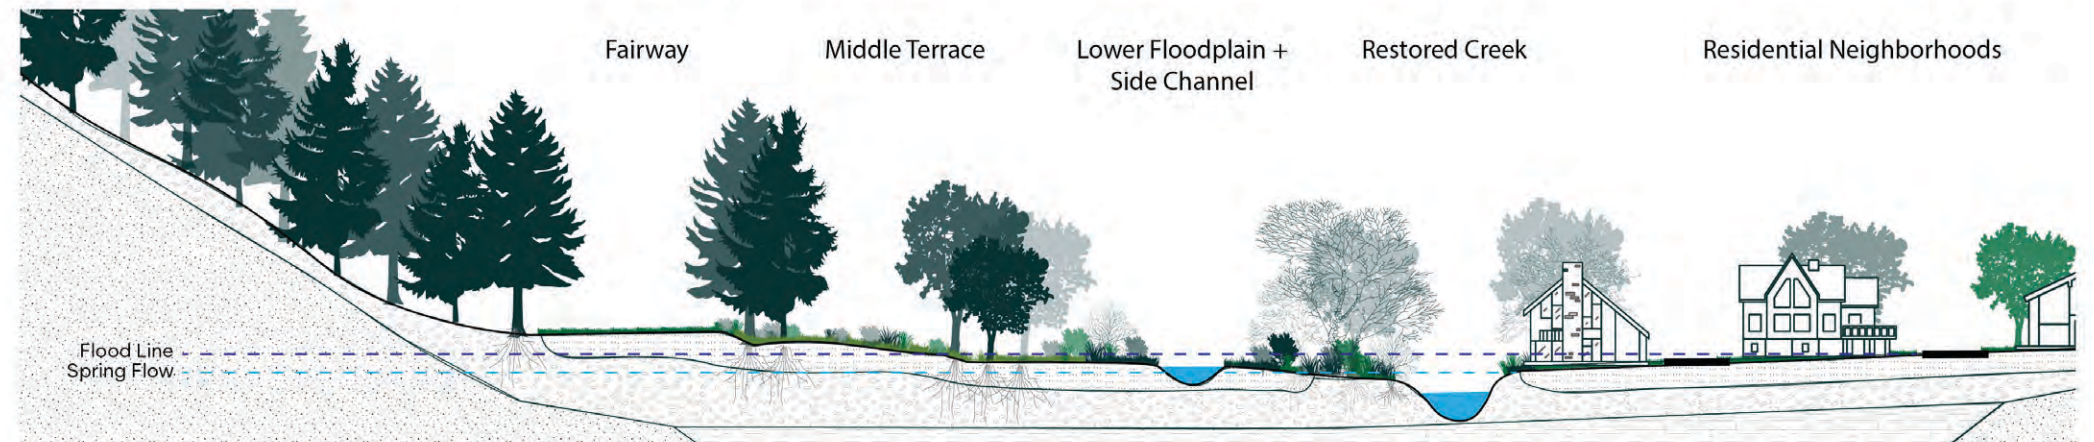 Fairway
Middle Terrace
Lower Floodplain +
Side Channel
Restored Creek
Residential Neighborhoods
Flood Line
Spring Flow